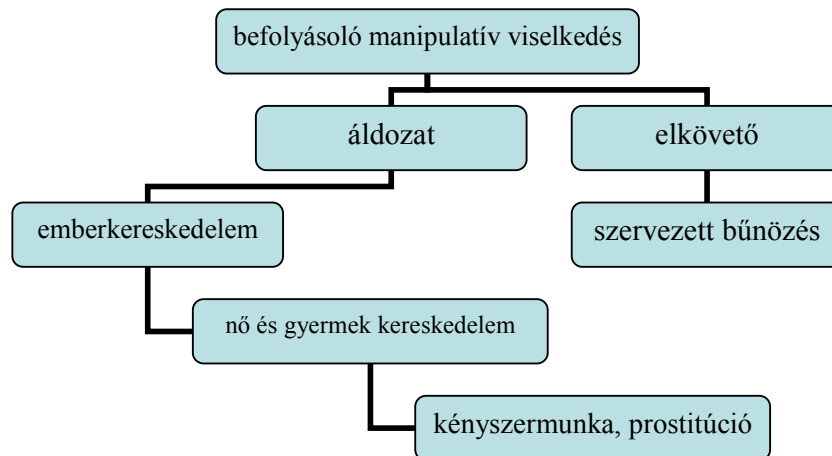 befolyásoló manipulatív viselkedés
áldozat
elkövető
emberkereskedelem
szervezett bűnözés
nő és gyermek kereskedelem
kényszermunka, prostitúció